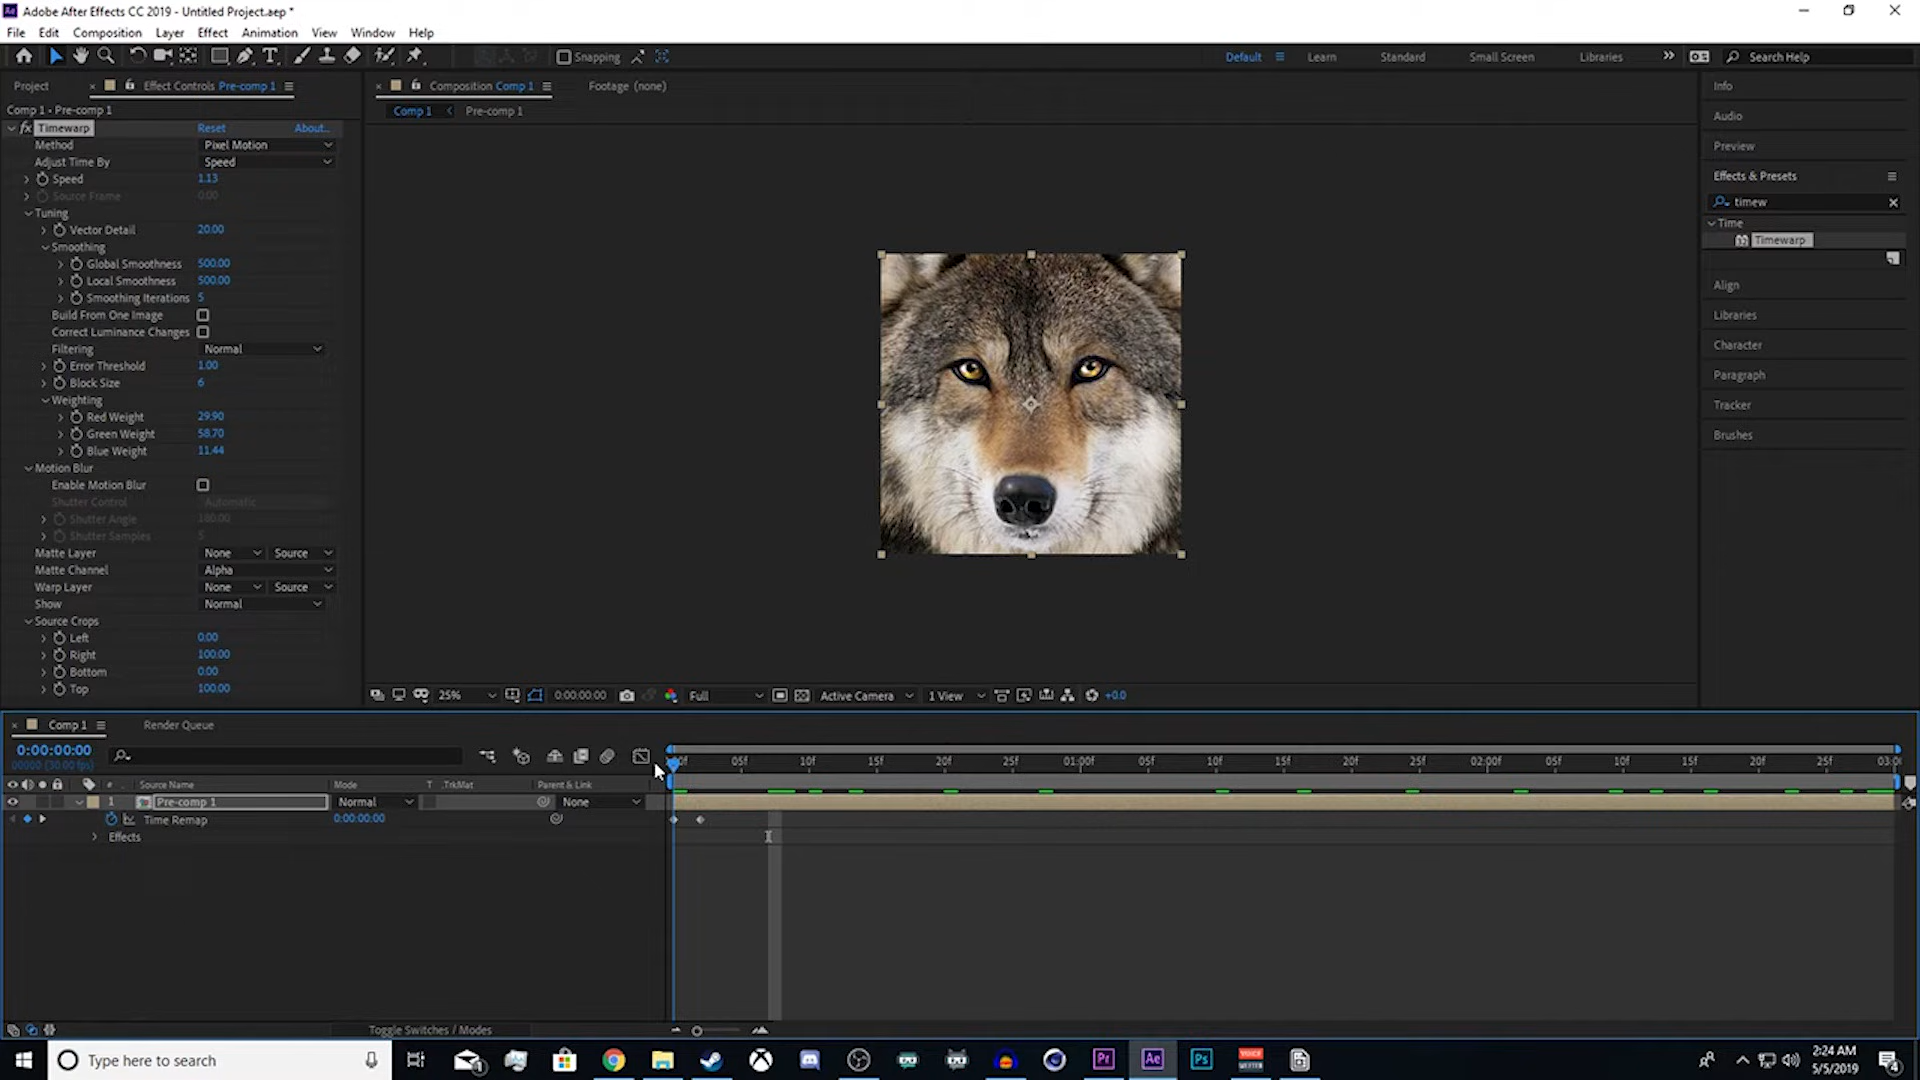 Adobe After Effects CC 2019 - Untitled Project.aep *
File Edit Composition Layer Effect Animation View Window Help
Snapping
Default Learn Standard Small Screen Libraries Search Help
Project
Effect Controls Pre-comp 1
Composition Comp 1
Footage (none)
Comp 1 • Pre-comp 1
Comp 1 Pre-comp 1
fx Timewarp Reset About...
Method Pixel Motion
Adjust Time By Speed
Speed 1.13
Source Frame 0.00
Tuning
Vector Detail 20.00
Smoothing
Global Smoothness 500.00
Local Smoothness 500.00
Smoothing Iterations 5
Build From One Image
Correct Luminance Changes
Filtering Normal
Error Threshold 1.00
Block Size 6
Weighting
Red Weight 29.90
Green Weight 58.70
Blue Weight 11.44
Motion Blur
Enable Motion Blur
Shutter Control Automatic
Shutter Angle 180.00
Shutter Samples 5
Matte Layer None Source
Matte Channel Alpha
Warp Layer None Source
Show Normal
Source Crops
Left 0.00
Right 100.00
Bottom 0.00
Top 100.00
25% 0:00:00:00 Full Active Camera 1 View +0.0
Info
Audio
Preview
Effects & Presets
timew
Time
Timewarp
Align
Libraries
Character
Paragraph
Tracker
Brushes
Comp 1
Render Queue
0:00:00:00
00000 (30.00 fps)
05f 10f 15f 20f 25f 01:00f 05f 10f 15f 20f 25f 02:00f 05f 10f 15f 20f 25f
# Source Name Mode T .TrkMat Parent & Link
1 Pre-comp 1 Normal None
Time Remap 0:00:00:00
Effects
Toggle Switches / Modes
Type here to search
Pr Ae Ps
2:24 AM
5/5/2019